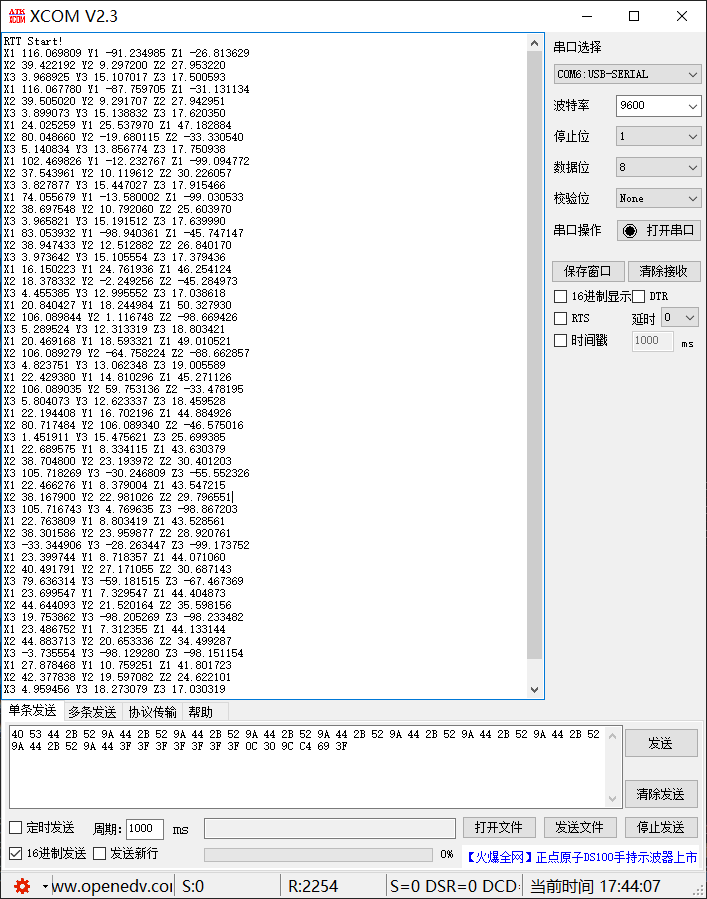 ATK XCOM XCOM V2.3
RTT Start!
X1 116.069809 Y1 -91.234985 Z1 -26.813629
X2 39.422192 Y2 9.297200 Z2 27.953220
X3 3.968925 Y3 15.107017 Z3 17.500593
X1 116.067780 Y1 -87.759705 Z1 -31.131134
X2 39.505020 Y2 9.291707 Z2 27.942951
X3 3.899073 Y3 15.138832 Z3 17.620350
X1 24.025259 Y1 25.537970 Z1 47.182884
X2 80.048660 Y2 -19.680115 Z2 -33.330540
X3 5.140834 Y3 13.856774 Z3 17.750938
X1 102.469826 Y1 -12.232767 Z1 -99.094772
X2 37.543961 Y2 10.119612 Z2 30.226057
X3 3.827877 Y3 15.447027 Z3 17.915466
X1 74.055679 Y1 -13.580002 Z1 -99.030533
X2 38.697548 Y2 10.792060 Z2 25.603970
X3 3.965821 Y3 15.191512 Z3 17.639990
X1 83.053932 Y1 -98.940361 Z1 -45.747147
X2 38.947433 Y2 12.512882 Z2 26.840170
X3 3.973642 Y3 15.105554 Z3 17.379436
X1 16.150223 Y1 24.761936 Z1 46.254124
X2 18.378332 Y2 -2.249256 Z2 -45.284973
X3 4.455385 Y3 12.995552 Z3 17.038618
X1 20.840427 Y1 18.244984 Z1 50.327930
X2 106.089844 Y2 1.116748 Z2 -98.669426
X3 5.289524 Y3 12.313319 Z3 18.803421
X1 20.469168 Y1 18.593321 Z1 49.010521
X2 106.089279 Y2 -64.758224 Z2 -88.662857
X3 4.823751 Y3 13.062348 Z3 19.005589
X1 22.429380 Y1 14.810296 Z1 45.271126
X2 106.089035 Y2 59.753136 Z2 -33.478195
X3 5.804073 Y3 12.623337 Z3 18.459528
X1 22.194408 Y1 16.702196 Z1 44.884926
X2 80.717484 Y2 106.089340 Z2 -46.575016
X3 1.451911 Y3 15.475621 Z3 25.699385
X1 22.689575 Y1 8.334115 Z1 43.630379
X2 38.704800 Y2 23.193972 Z2 30.401203
X3 105.718269 Y3 -30.246809 Z3 -55.552326
X1 22.466276 Y1 8.379004 Z1 43.547215
X2 38.167900 Y2 22.981026 Z2 29.796551
X3 105.716743 Y3 4.769635 Z3 -98.867203
X1 22.763809 Y1 8.803419 Z1 43.528561
X2 38.301586 Y2 23.959877 Z2 28.920761
X3 -33.344906 Y3 -28.263447 Z3 -99.173752
X1 23.399744 Y1 8.718357 Z1 44.071060
X2 40.491791 Y2 27.171055 Z2 30.687143
X3 79.636314 Y3 -59.181515 Z3 -67.467369
X1 23.699547 Y1 7.329547 Z1 44.404873
X2 44.644093 Y2 21.520164 Z2 35.598156
X3 19.753862 Y3 -98.205269 Z3 -98.233482
X1 23.486752 Y1 7.312355 Z1 44.133144
X2 44.883713 Y2 20.653336 Z2 34.499287
X3 -3.735554 Y3 -98.129280 Z3 -98.151154
X1 27.878468 Y1 10.759251 Z1 41.801723
X2 42.377838 Y2 19.597082 Z2 24.622101
X3 4.959456 Y3 18.273079 Z3 17.030319
串口选择
COM6:USB-SERIAL
波特率 9600
停止位 1
数据位 8
校验位 None
串口操作 打开串口
保存窗口 清除接收
16进制显示 DTR
RTS 延时 0
时间戳 1000 ms
单条发送 多条发送 协议传输 帮助
40 53 44 2B 52 9A 44 2B 52 9A 44 2B 52 9A 44 2B 52 9A 44 2B 52 9A 44 2B 52 9A 44 2B 52 9A 44 2B 52
9A 44 2B 52 9A 44 3F 3F 3F 3F 3F 3F 3F 0C 30 9C C4 69 3F
发送
清除发送
定时发送 周期: 1000 ms 打开文件 发送文件 停止发送
16进制发送 发送新行 0% 【火爆全网】正点原子DS100手持示波器上市
ww.openedv.com S:0 R:2254 S=0 DSR=0 DCD: 当前时间 17:44:07